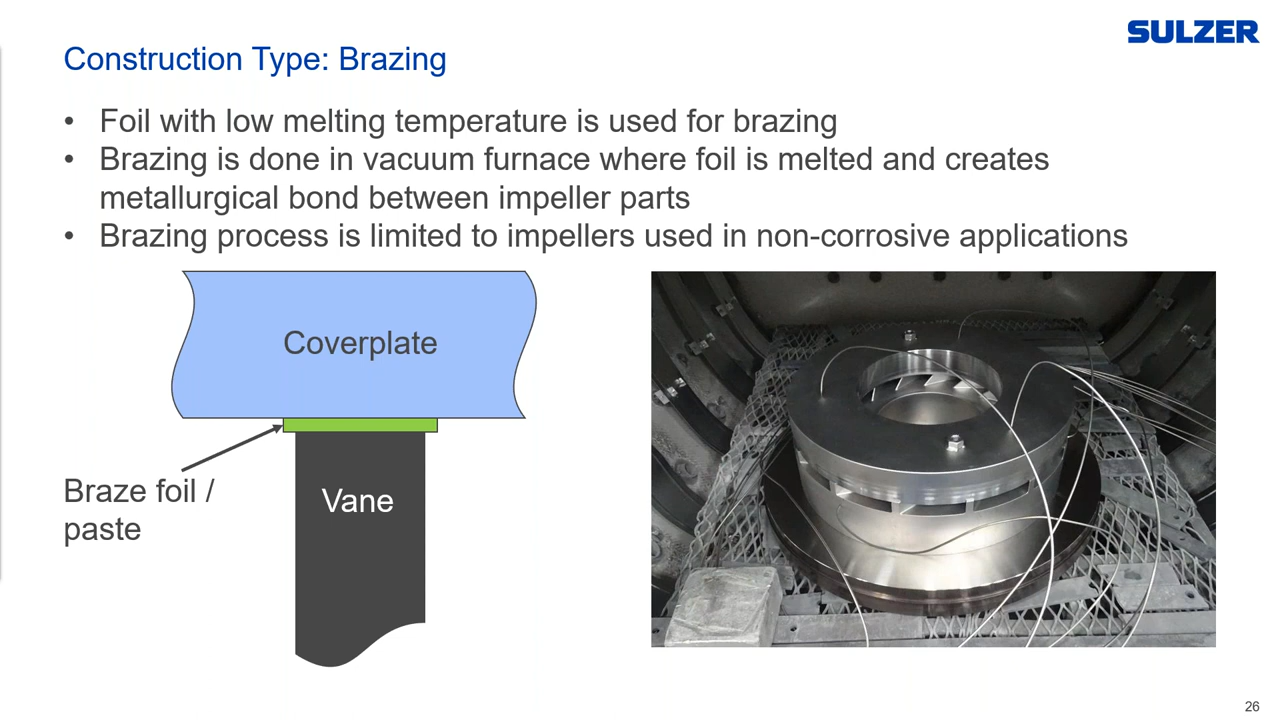 SULZER
Construction Type: Brazing
• Foil with low melting temperature is used for brazing
• Brazing is done in vacuum furnace where foil is melted and creates
metallurgical bond between impeller parts
• Brazing process is limited to impellers used in non-corrosive applications
Coverplate
Braze foil /
paste
Vane
26